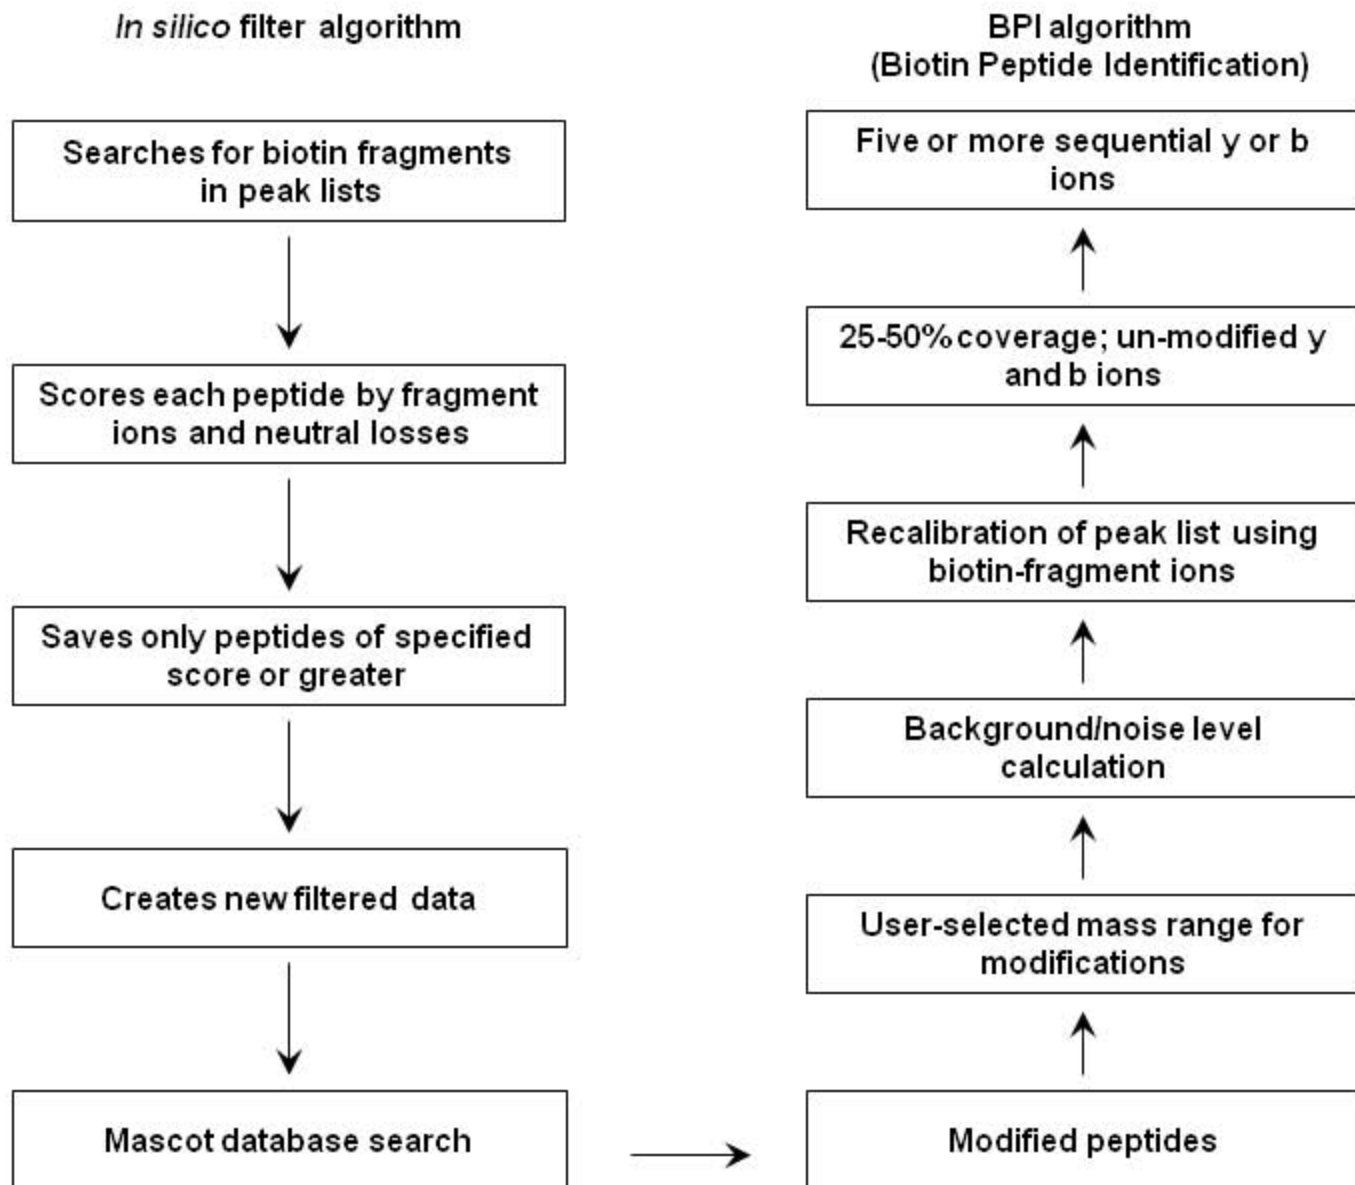 In silico filter algorithm
Searches for biotin fragments
in peak lists
Scores each peptide by fragment
ions and neutral losses
Saves only peptides of specified
score or greater
Creates new filtered data
Mascot database search
BPI algorithm
(Biotin Peptide Identification)
Five or more sequential y or b
ions
25-50% coverage; un-modified y
and b ions
Recalibration of peak list using
biotin-fragment ions
Background/noise level
calculation
User-selected mass range for
modifications
Modified peptides